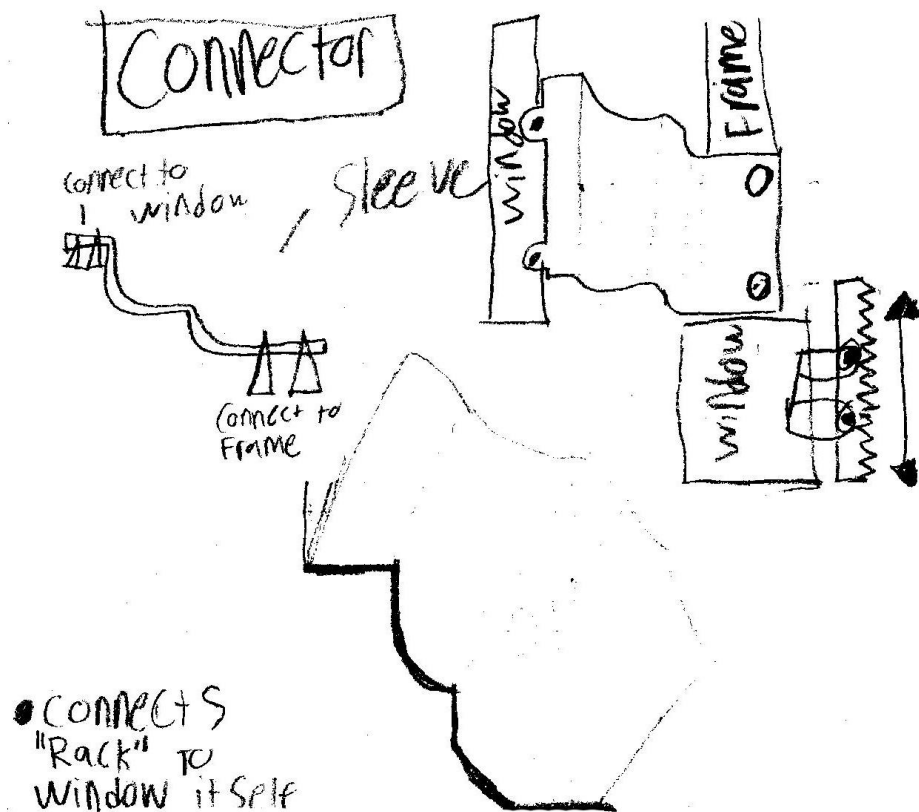 Connector
connect to
window
, Sleeve
window
Frame
connect to
Frame
window
• connects
"Rack" to
window itself